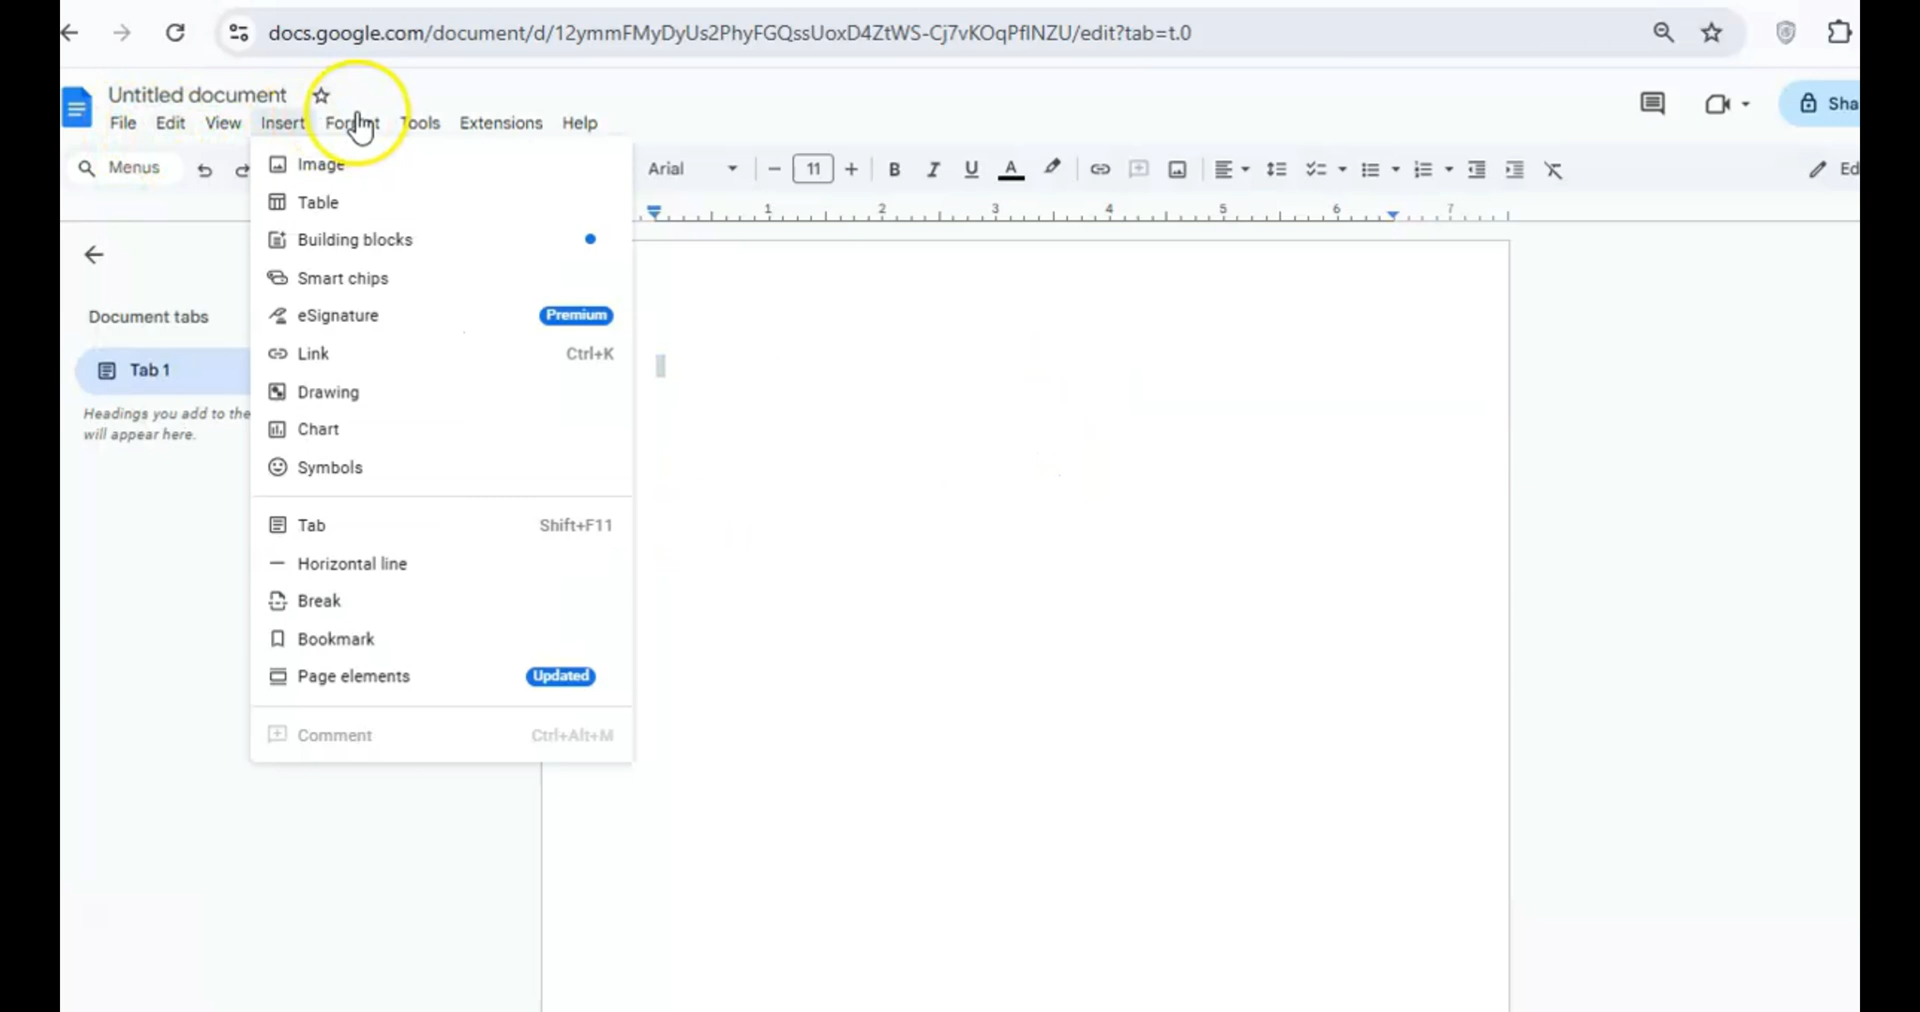 docs.google.com/document/d/12ymmFMyDyUs2PhyFGQssUoxD4ZtWS-Cj7vKOqPflNZU/edit?tab=t.0
Untitled document
File Edit View Insert Format Tools Extensions Help
Sha
Menus
Arial
11
Ed
1 2 3 4 5 6 7
Image
Table
Building blocks
Smart chips
eSignature Premium
Link Ctrl+K
Drawing
Chart
Symbols
Tab Shift+F11
Horizontal line
Break
Bookmark
Page elements Updated
Comment Ctrl+Alt+M
Document tabs
Tab 1
Headings you add to the
will appear here.